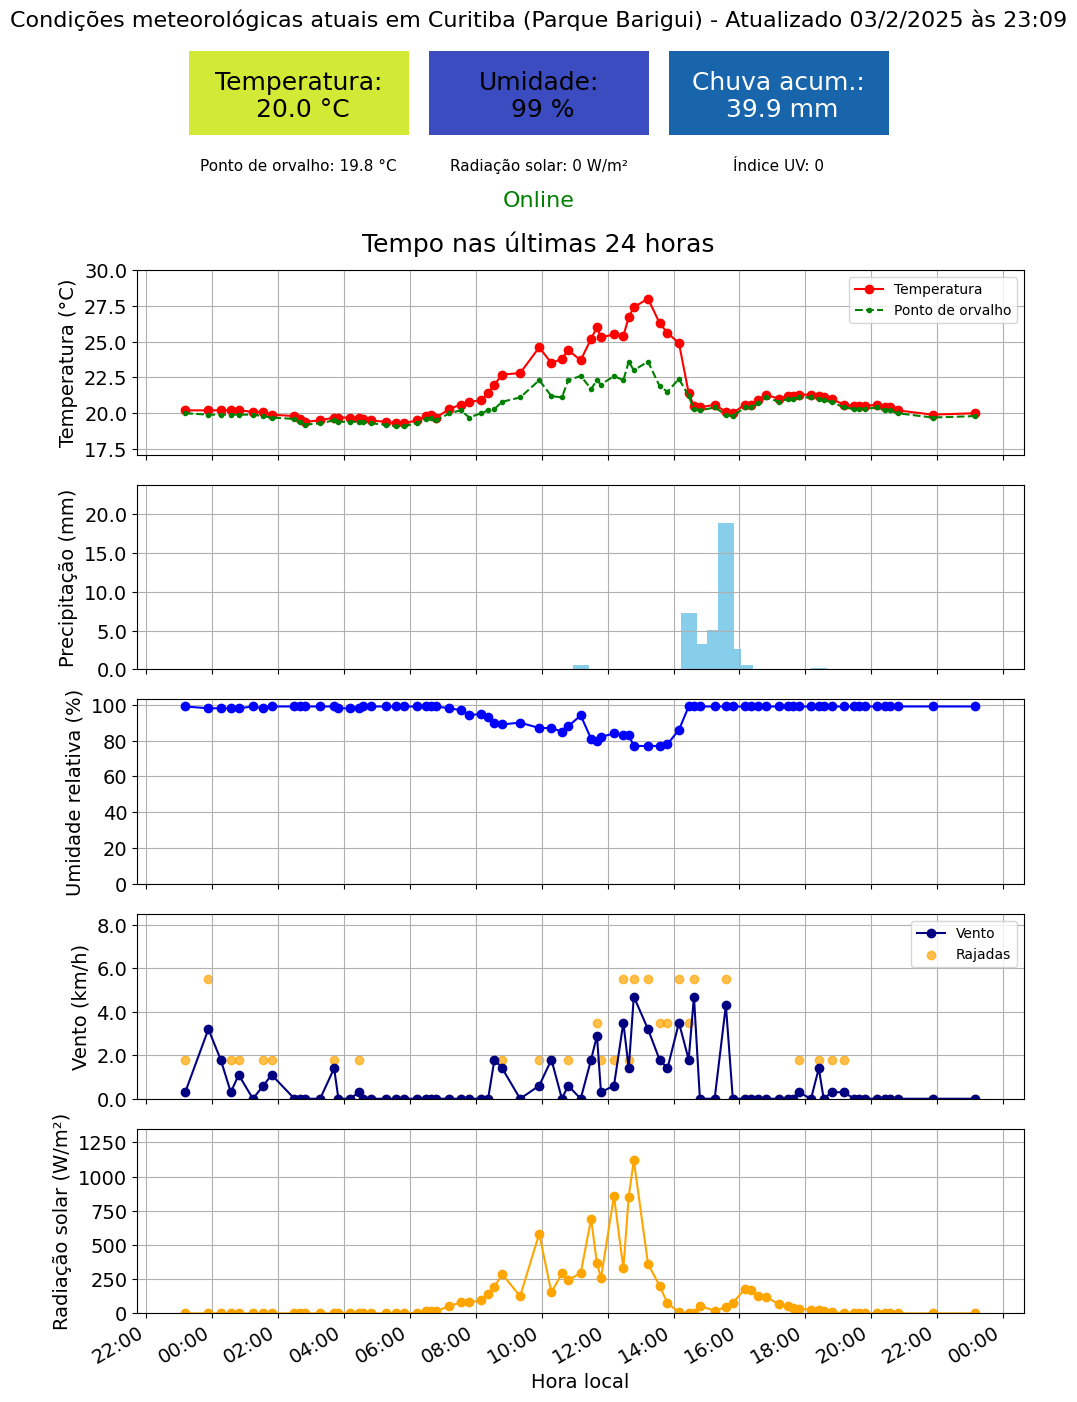 Condições meteorológicas atuais em Curitiba (Parque Barigui) - Atualizado 03/2/2025 às 23:09
Temperatura:
20.0 °C
Umidade:
99 %
Chuva acum.:
39.9 mm
Ponto de orvalho: 19.8 °C
Radiação solar: 0 W/m²
Índice UV: 0
Online
Tempo nas últimas 24 horas
Temperatura (°C)
30.0
27.5
25.0
22.5
20.0
17.5
Temperatura
Ponto de orvalho
Precipitação (mm)
20.0
15.0
10.0
5.0
0.0
Umidade relativa (%)
100
80
60
40
20
0
Vento (km/h)
8.0
6.0
4.0
2.0
0.0
Vento
Rajadas
Radiação solar (W/m²)
1250
1000
750
500
250
0
22:00
00:00
02:00
04:00
06:00
08:00
10:00
12:00
14:00
16:00
18:00
20:00
22:00
00:00
Hora local